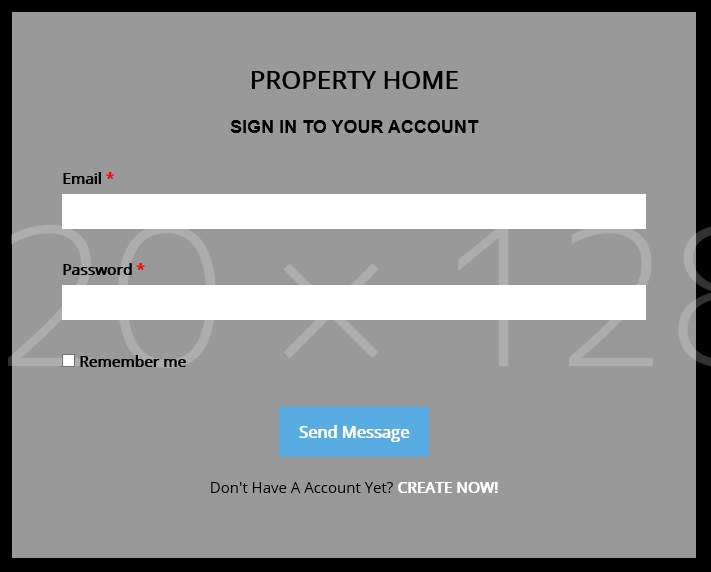 PROPERTY HOME
SIGN IN TO YOUR ACCOUNT
Email *
20 × 128
Password *
Remember me
Send Message
Don't Have A Account Yet? CREATE NOW!